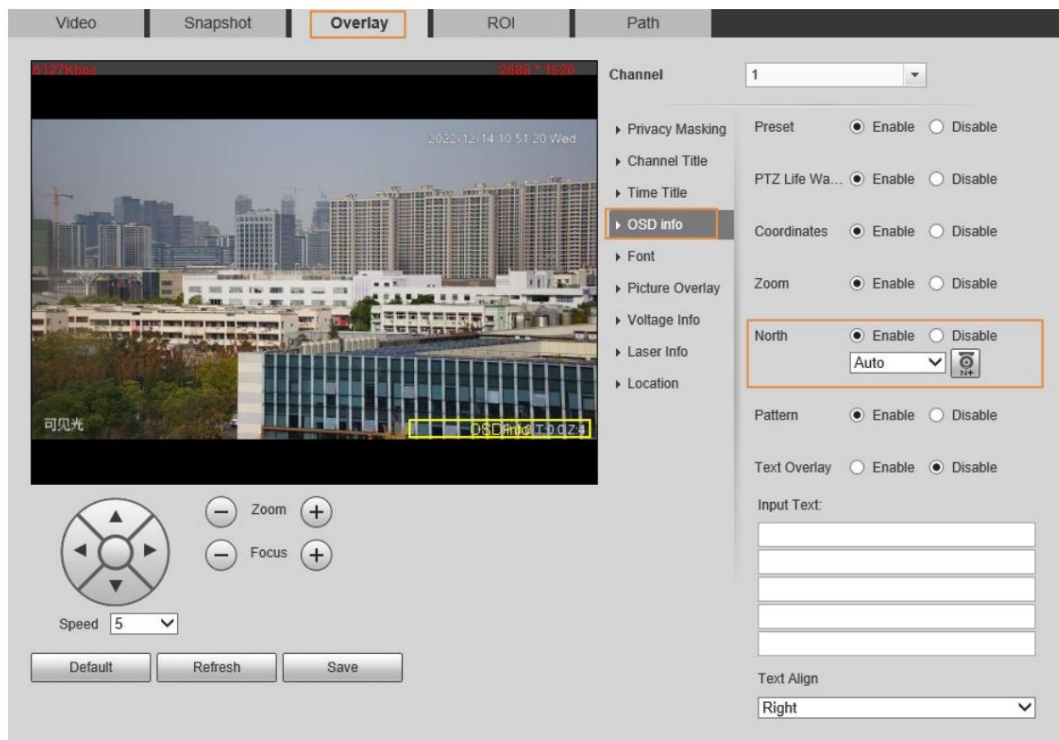 Video Snapshot Overlay ROI Path
6127Kbps 2688 * 1520
2022-12-14 10:51:20 Wed
可见光
Zoom
Focus
Speed 5
Default Refresh Save
Channel 1
Privacy Masking
Channel Title
Time Title
OSD info
Font
Picture Overlay
Voltage Info
Laser Info
Location
Preset Enable Disable
PTZ Life Wa... Enable Disable
Coordinates Enable Disable
Zoom Enable Disable
North Enable Disable
Auto N
Pattern Enable Disable
Text Overlay Enable Disable
Input Text:
Text Align
Right